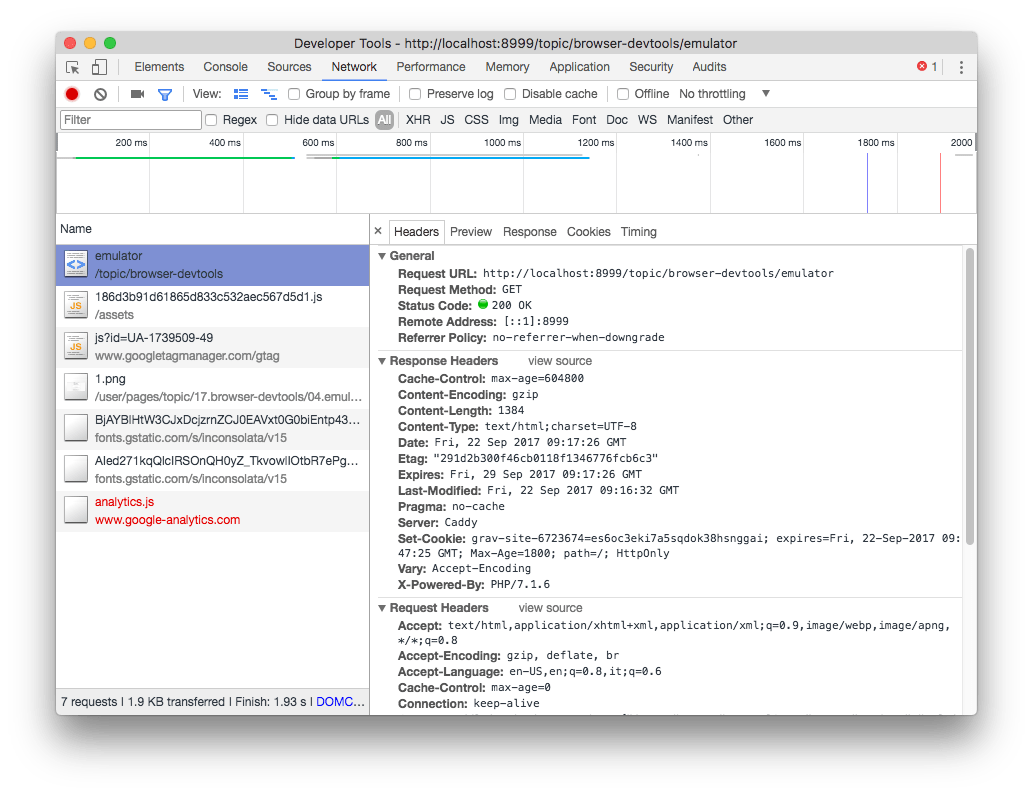 Developer Tools - http://localhost:8999/topic/browser-devtools/emulator
Elements Console Sources Network Performance Memory Application Security Audits 1
View: Group by frame Preserve log Disable cache Offline No throttling
Filter Regex Hide data URLs All XHR JS CSS Img Media Font Doc WS Manifest Other
200 ms 400 ms 600 ms 800 ms 1000 ms 1200 ms 1400 ms 1600 ms 1800 ms 2000
Name
emulator
/topic/browser-devtools
186d3b91d61865d833c532aec567d5d1.js
/assets
js?id=UA-1739509-49
www.googletagmanager.com/gtag
1.png
/user/pages/topic/17.browser-devtools/04.emul...
BjAYBlHtW3CJxDcjzrnZCJ0EAVxt0G0biEntp43...
fonts.gstatic.com/s/inconsolata/v15
fonts.gstatic.com/s/inconsolata/v15
analytics.js
www.google-analytics.com
7 requests | 1.9 KB transferred | Finish: 1.93 s | DOMC...
× Headers Preview Response Cookies Timing
General
Request URL: http://localhost:8999/topic/browser-devtools/emulator
Request Method: GET
Status Code: 200 OK
Remote Address: [::1]:8999
Referrer Policy: no-referrer-when-downgrade
Response Headers view source
Cache-Control: max-age=604800
Content-Encoding: gzip
Content-Length: 1384
Content-Type: text/html;charset=UTF-8
Date: Fri, 22 Sep 2017 09:17:26 GMT
Etag: "291d2b300f46cb0118f1346776fcb6c3"
Expires: Fri, 29 Sep 2017 09:17:26 GMT
Last-Modified: Fri, 22 Sep 2017 09:16:32 GMT
Pragma: no-cache
Server: Caddy
Set-Cookie: grav-site-6723674=es6oc3eki7a5sqdok38hsnggai; expires=Fri, 22-Sep-2017 09:
47:25 GMT; Max-Age=1800; path=/; HttpOnly
Vary: Accept-Encoding
X-Powered-By: PHP/7.1.6
Request Headers view source
Accept: text/html,application/xhtml+xml,application/xml;q=0.9,image/webp,image/apng,
*/*;q=0.8
Accept-Encoding: gzip, deflate, br
Accept-Language: en-US,en;q=0.8,it;q=0.6
Cache-Control: max-age=0
Connection: keep-alive